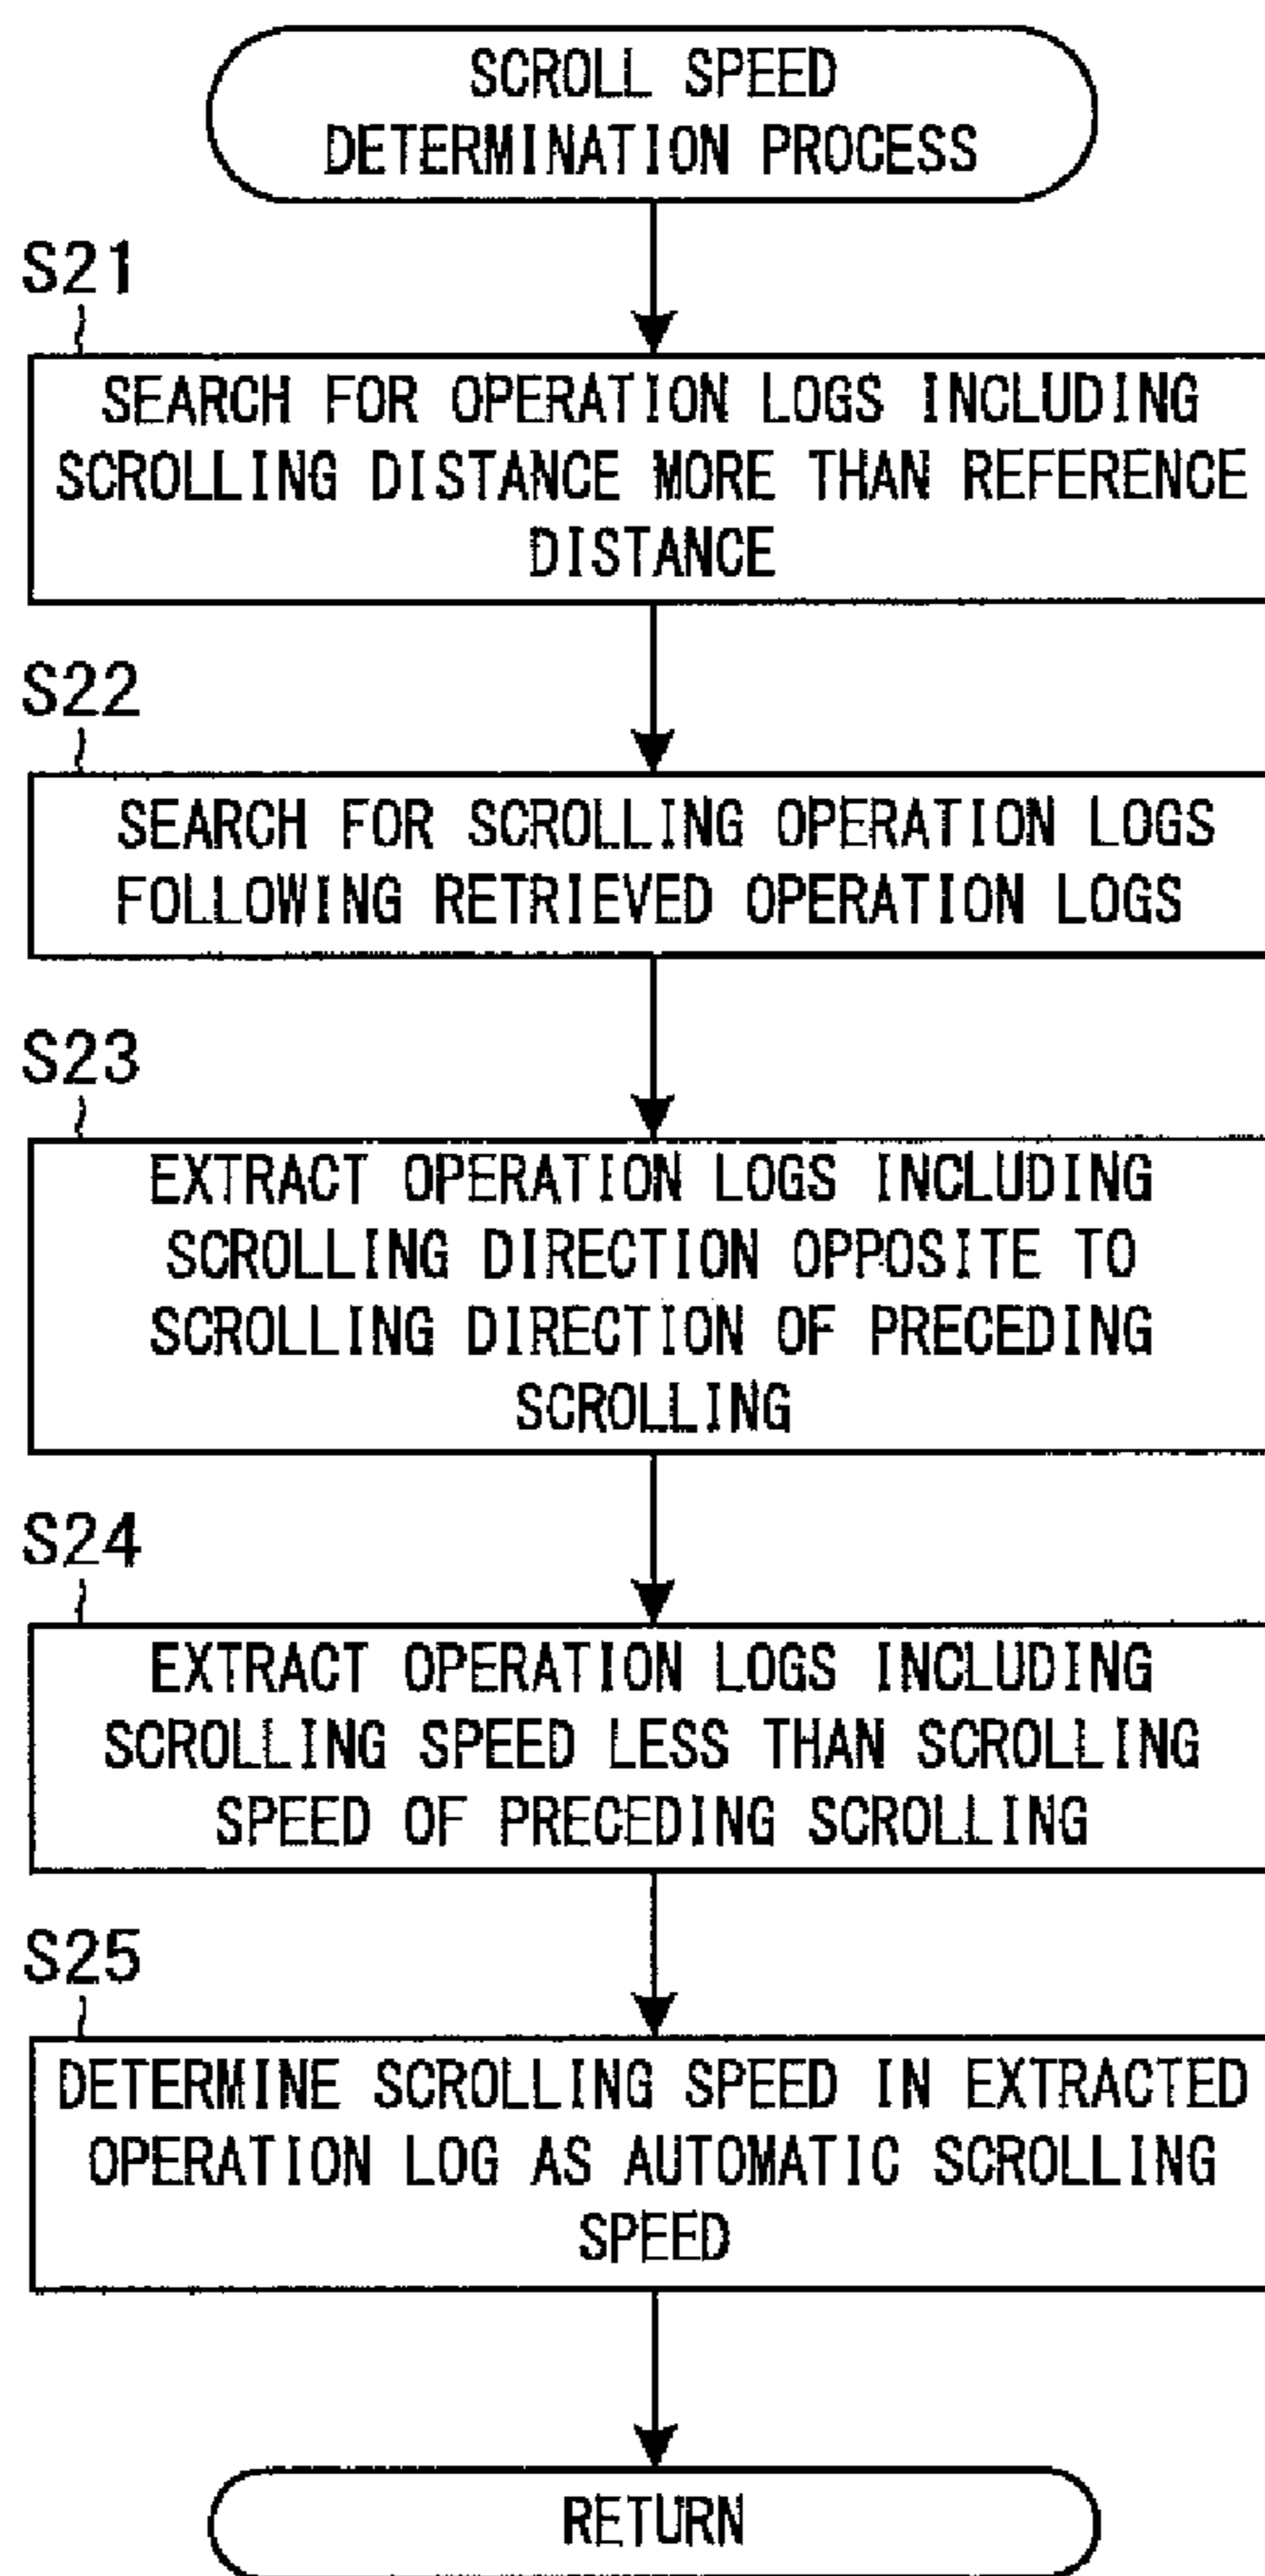 SCROLL SPEED
DETERMINATION PROCESS
S21
SEARCH FOR OPERATION LOGS INCLUDING
SCROLLING DISTANCE MORE THAN REFERENCE
DISTANCE
S22
SEARCH FOR SCROLLING OPERATION LOGS
FOLLOWING RETRIEVED OPERATION LOGS
S23
EXTRACT OPERATION LOGS INCLUDING
SCROLLING DIRECTION OPPOSITE TO
SCROLLING DIRECTION OF PRECEDING
SCROLLING
S24
EXTRACT OPERATION LOGS INCLUDING
SCROLLING SPEED LESS THAN SCROLLING
SPEED OF PRECEDING SCROLLING
S25
DETERMINE SCROLLING SPEED IN EXTRACTED
OPERATION LOG AS AUTOMATIC SCROLLING
SPEED
RETURN